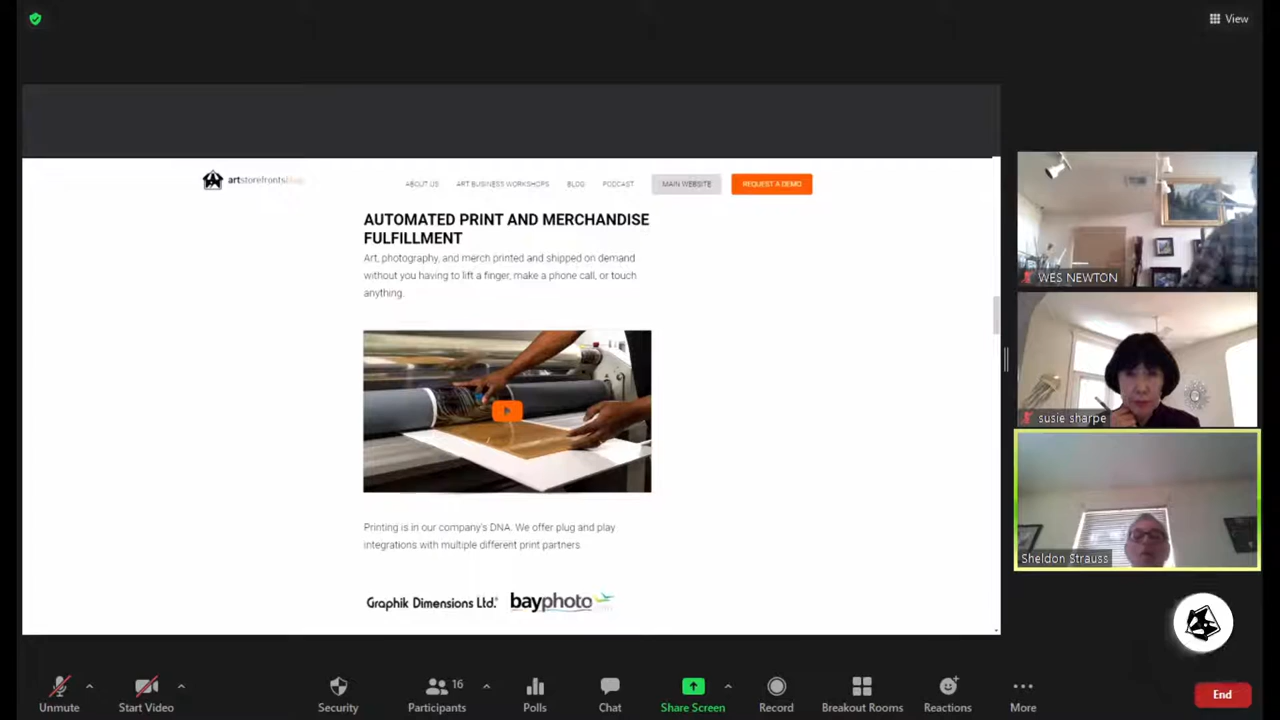 View
artstorefronts
ABOUT US
ART BUSINESS WORKSHOPS
BLOG
PODCAST
MAIN WEBSITE
REQUEST A DEMO
AUTOMATED PRINT AND MERCHANDISE
FULFILLMENT
Art, photography, and merch printed and shipped on demand
without you having to lift a finger, make a phone call, or touch
anything.
Printing is in our company's DNA. We offer plug and play
integrations with multiple different print partners
Graphik Dimensions Ltd.®
bayphoto
WES NEWTON
susie sharpe
Sheldon Strauss
Unmute
Start Video
Security
Participants
16
Polls
Chat
Share Screen
Record
Breakout Rooms
Reactions
More
End